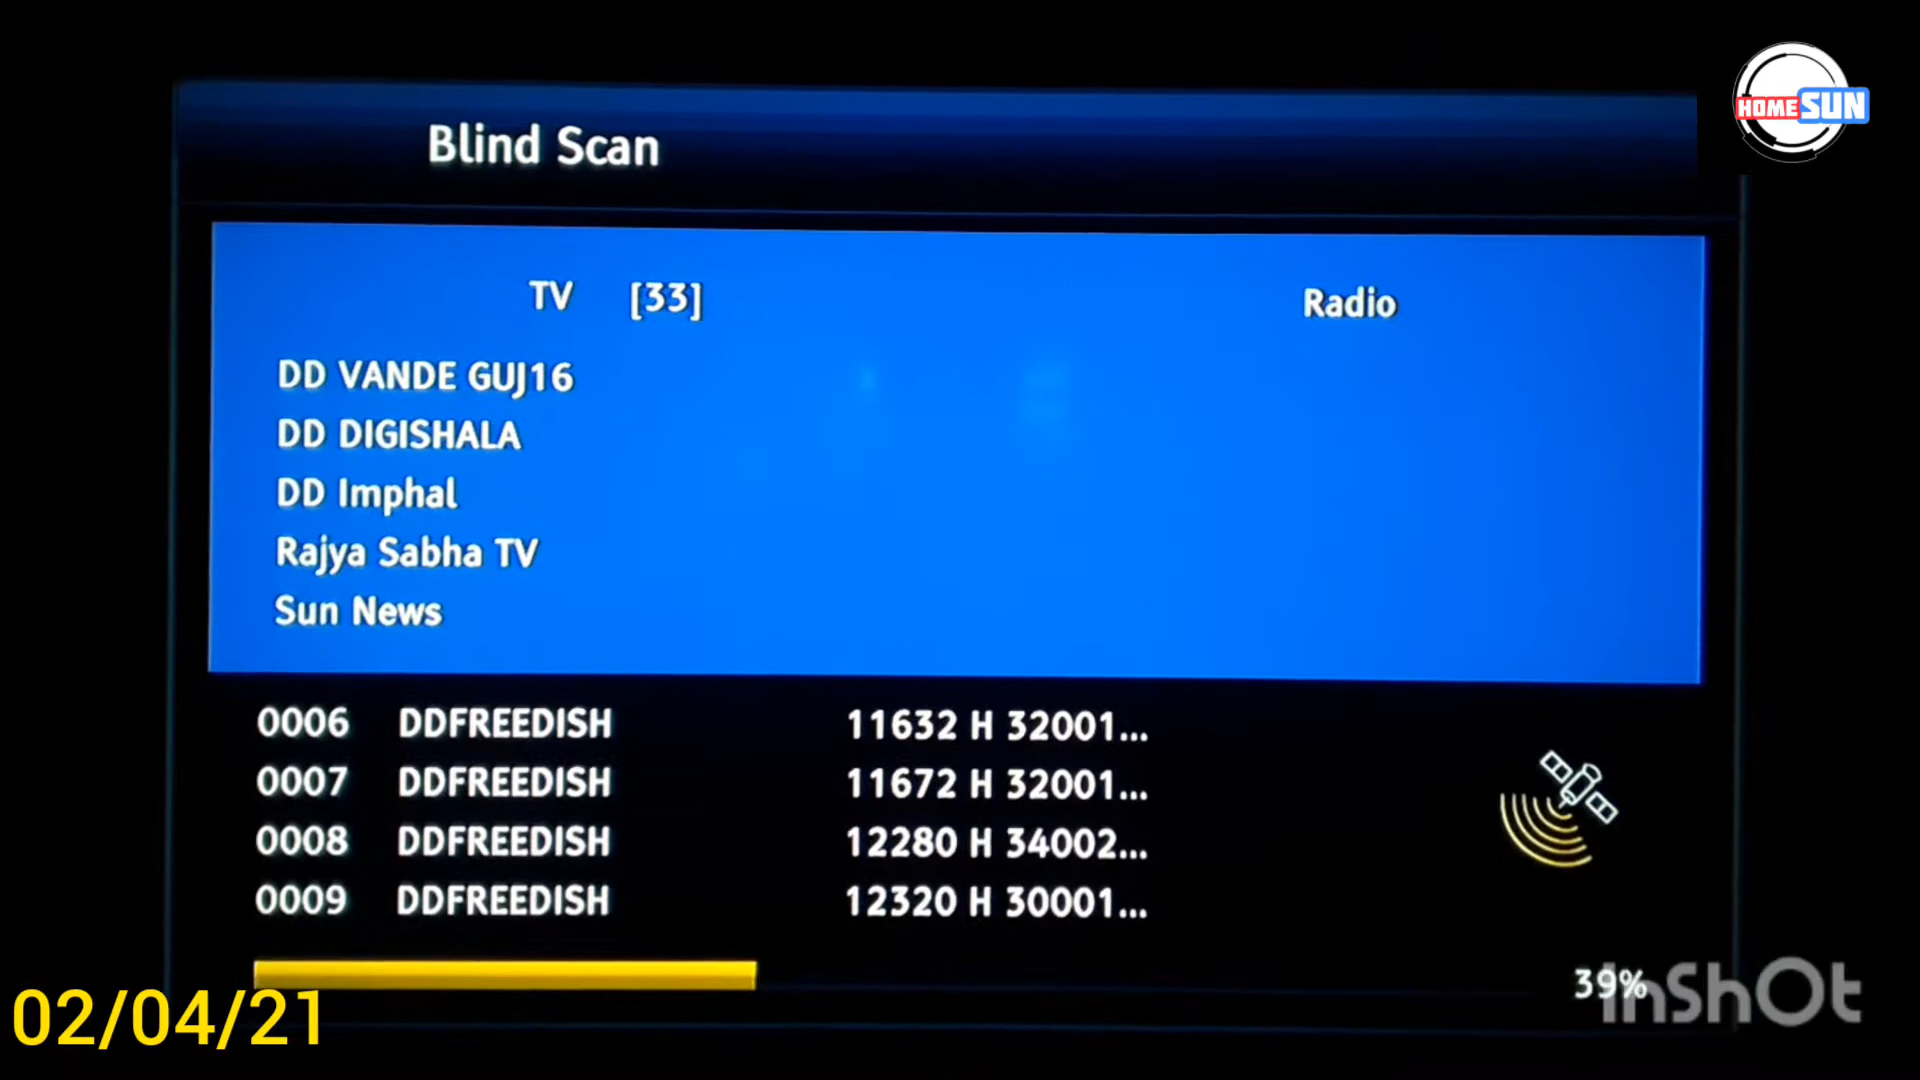 HOME SUN
Blind Scan
TV [33] Radio
DD VANDE GUJ16
DD DIGISHALA
DD Imphal
Rajya Sabha TV
Sun News
0006 DDFREEDISH 11632 H 32001...
0007 DDFREEDISH 11672 H 32001...
0008 DDFREEDISH 12280 H 34002...
0009 DDFREEDISH 12320 H 30001...
39%
InShOt
02/04/21